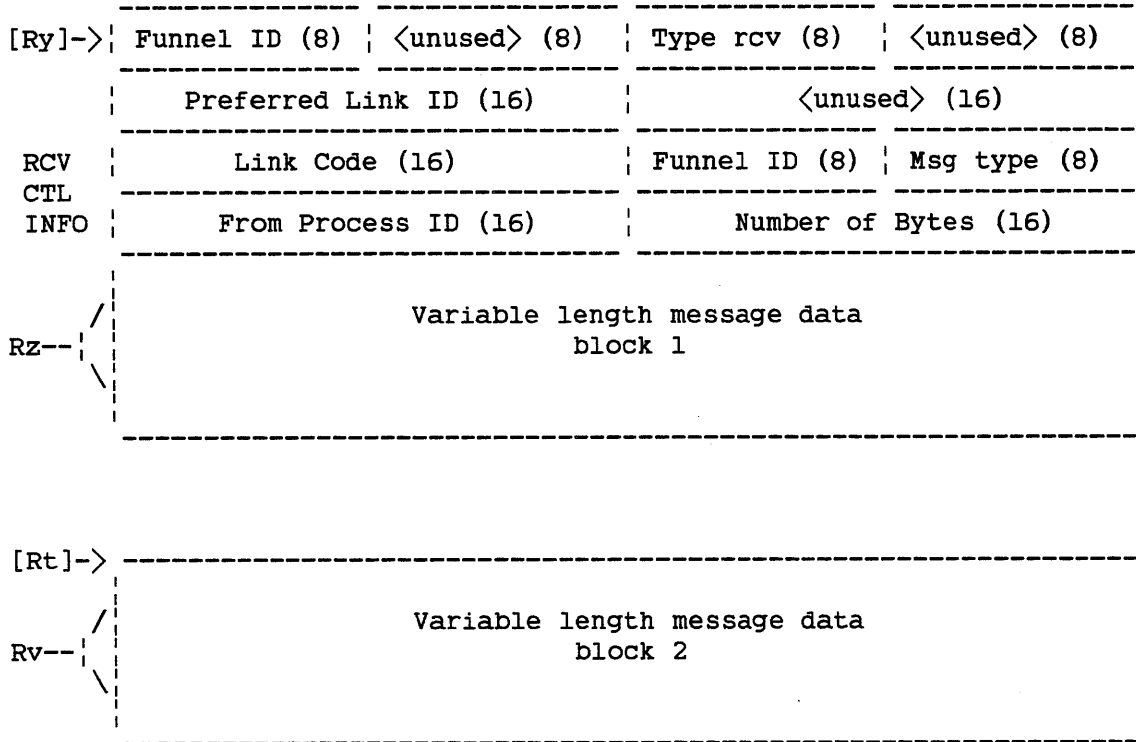 [Ry]-> Funnel ID (8) ¦ <unused> (8) ¦ Type rcv (8) ¦ <unused> (8)
Preferred Link ID (16) ¦ <unused> (16)
RCV ¦ Link Code (16) ¦ Funnel ID (8) ¦ Msg type (8)
CTL
INFO ¦ From Process ID (16) ¦ Number of Bytes (16)
Variable length message data
Rz-- block 1
[Rt]->
Variable length message data
Rv-- block 2